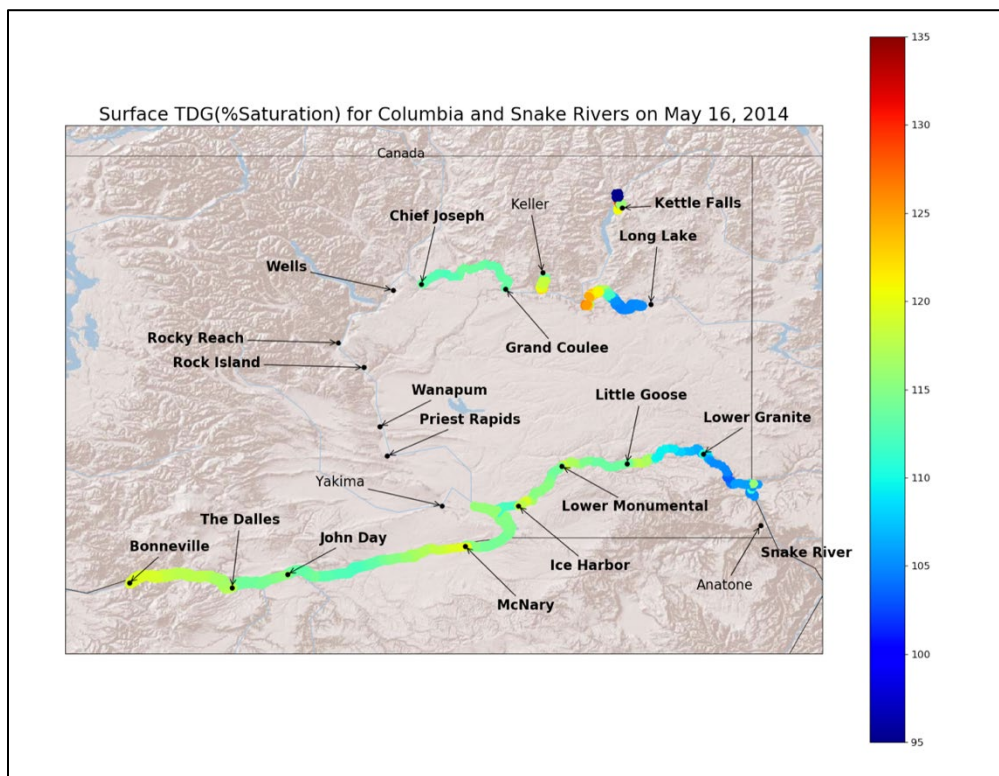 Surface TDG(%Saturation) for Columbia and Snake Rivers on May 16, 2014
Canada
Keller
Kettle Falls
Chief Joseph
Long Lake
Wells
Rocky Reach
Grand Coulee
Rock Island
Wanapum
Little Goose
Lower Granite
Priest Rapids
Yakima
Lower Monumental
The Dalles
John Day
Bonneville
Ice Harbor
Snake River
Anatone
McNary
135
130
125
120
115
110
105
100
95